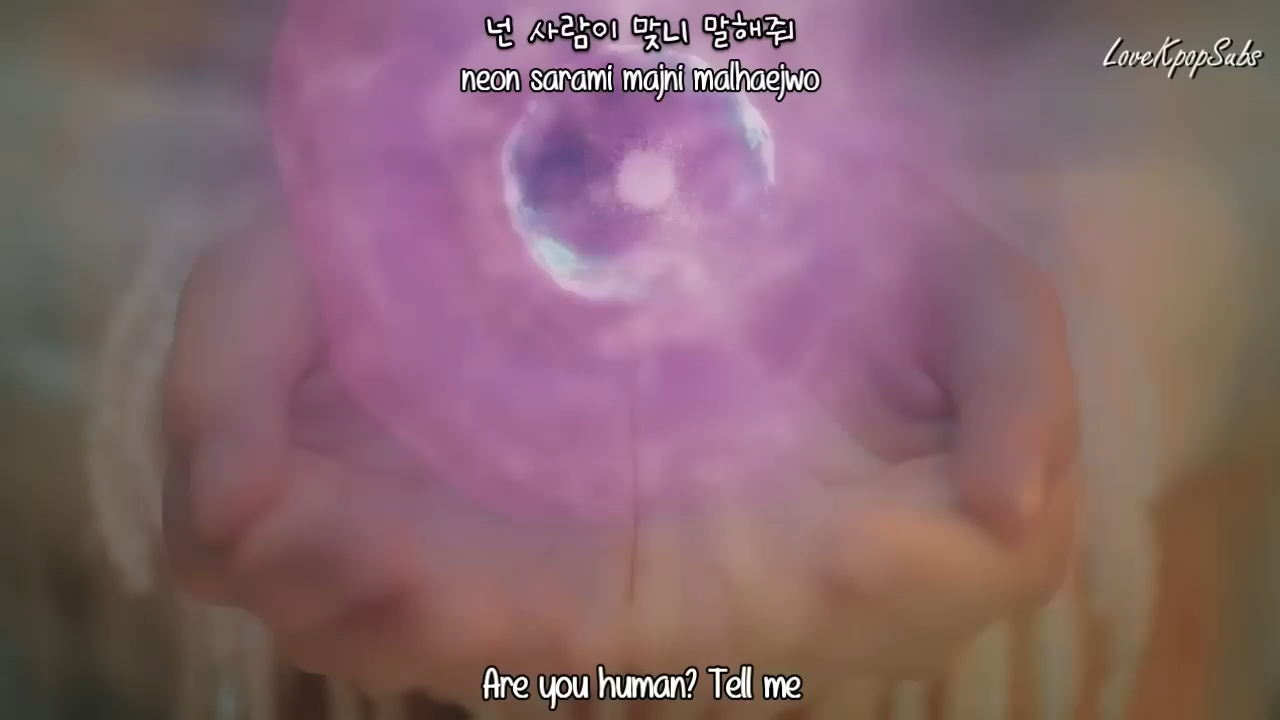 넌 사람이 맞니 말해줘
LoveKpopSubs
neon sarami majni malhaejwo
Are you human? Tell me